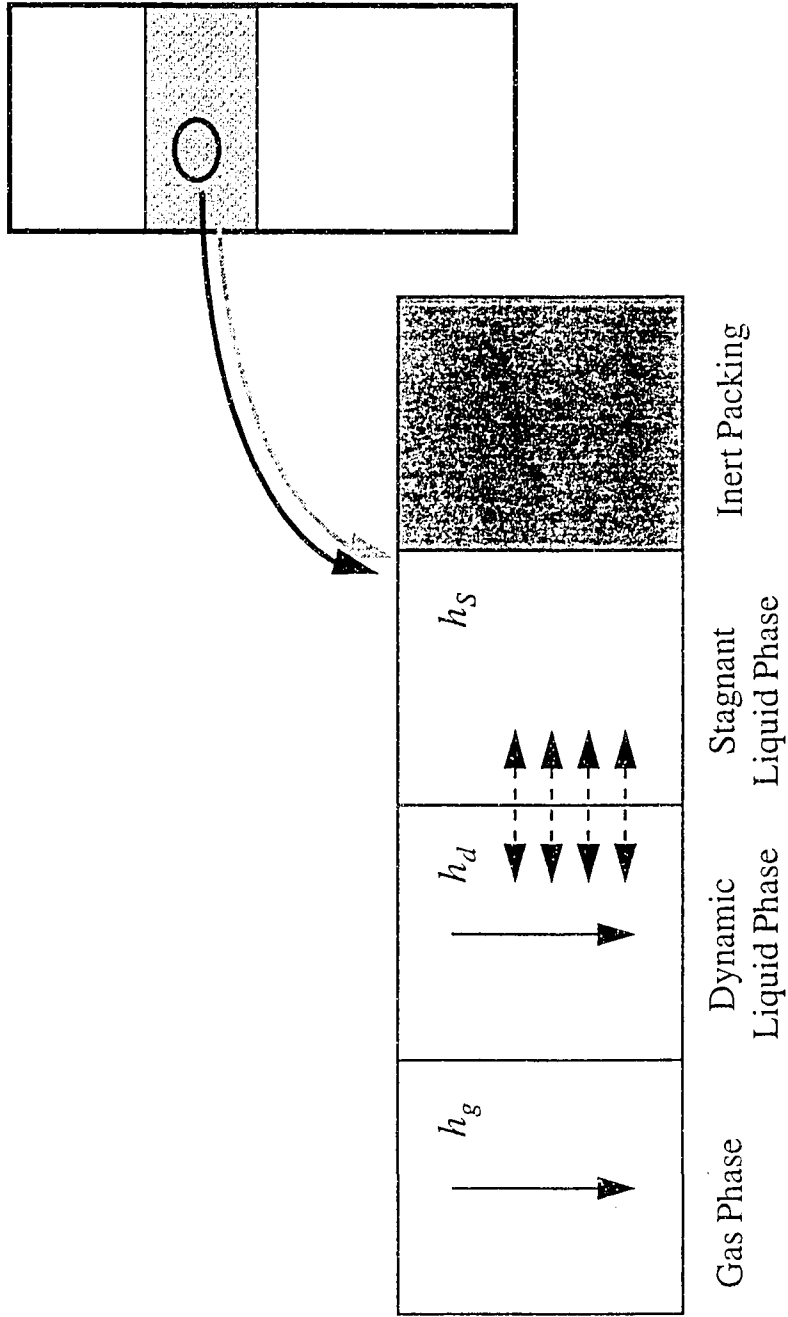 h_g
h_d
h_S
Gas Phase
Dynamic
Liquid Phase
Stagnant
Liquid Phase
Inert Packing